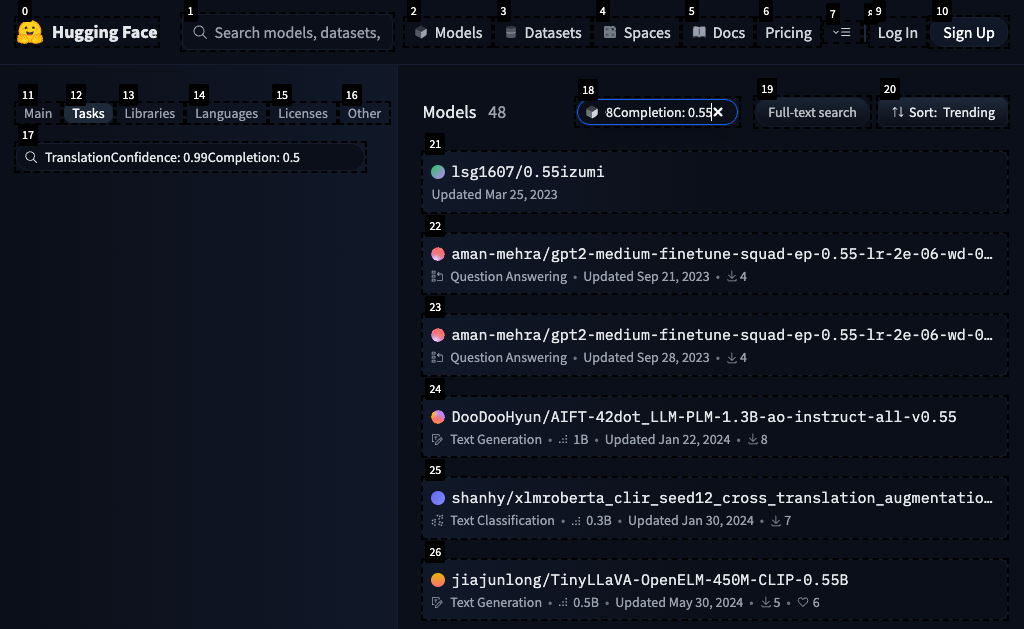 0
1
2
3
4
5
6
7
9
10
Hugging Face
Search models, datasets,
Models
Datasets
Spaces
Docs
Pricing
Log In
Sign Up
11
12
13
14
15
16
Main
Tasks
Libraries
Languages
Licenses
Other
17
TranslationConfidence: 0.99Completion: 0.5
18
19
20
Models 48
8Completion: 0.55
Full-text search
Sort: Trending
21
lsg1607/0.55izumi
Updated Mar 25, 2023
22
aman-mehra/gpt2-medium-finetune-squad-ep-0.55-lr-2e-06-wd-0…
Question Answering • Updated Sep 21, 2023 • 4
23
aman-mehra/gpt2-medium-finetune-squad-ep-0.55-lr-2e-06-wd-0…
Question Answering • Updated Sep 28, 2023 • 4
24
DooDooHyun/AIFT-42dot_LLM-PLM-1.3B-ao-instruct-all-v0.55
Text Generation • 1B • Updated Jan 22, 2024 • 8
25
shanhy/xlmroberta_clir_seed12_cross_translation_augmentatio…
Text Classification • 0.3B • Updated Jan 30, 2024 • 7
26
jiajunlong/TinyLLaVA-OpenELM-450M-CLIP-0.55B
Text Generation • 0.5B • Updated May 30, 2024 • 5 • 6